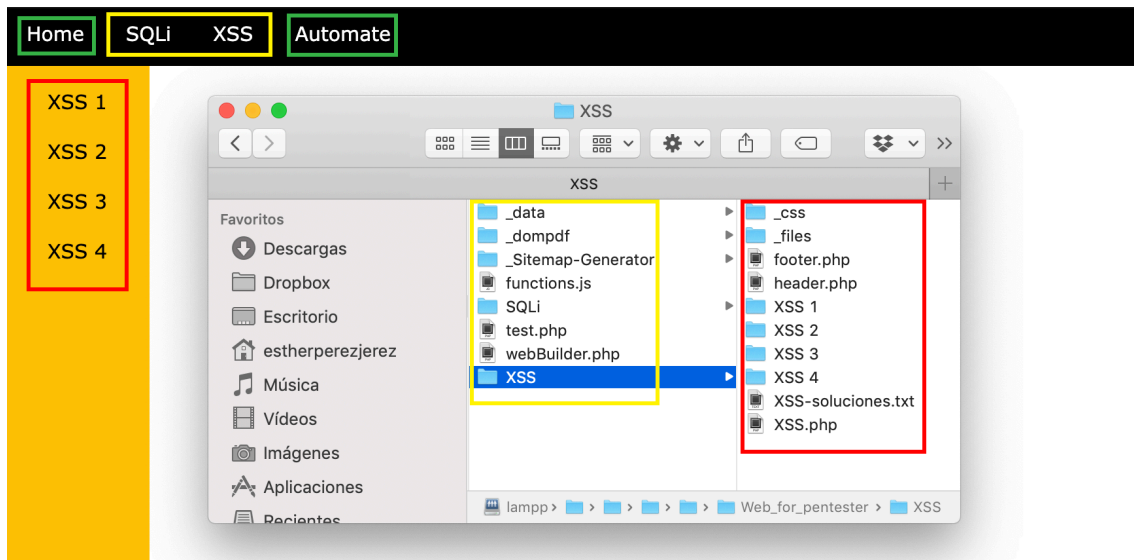 Home SQLi XSS Automate
XSS 1
XSS 2
XSS 3
XSS 4
XSS
XSS
Favoritos
Descargas
Dropbox
Escritorio
estherperezjerez
Música
Vídeos
Imágenes
Aplicaciones
Recientes
_data
_dompdf
_Sitemap-Generator
functions.js
SQLi
test.php
webBuilder.php
XSS
_css
_files
footer.php
header.php
XSS 1
XSS 2
XSS 3
XSS 4
XSS-soluciones.txt
XSS.php
lampp › › › › › Web_for_pentester › XSS